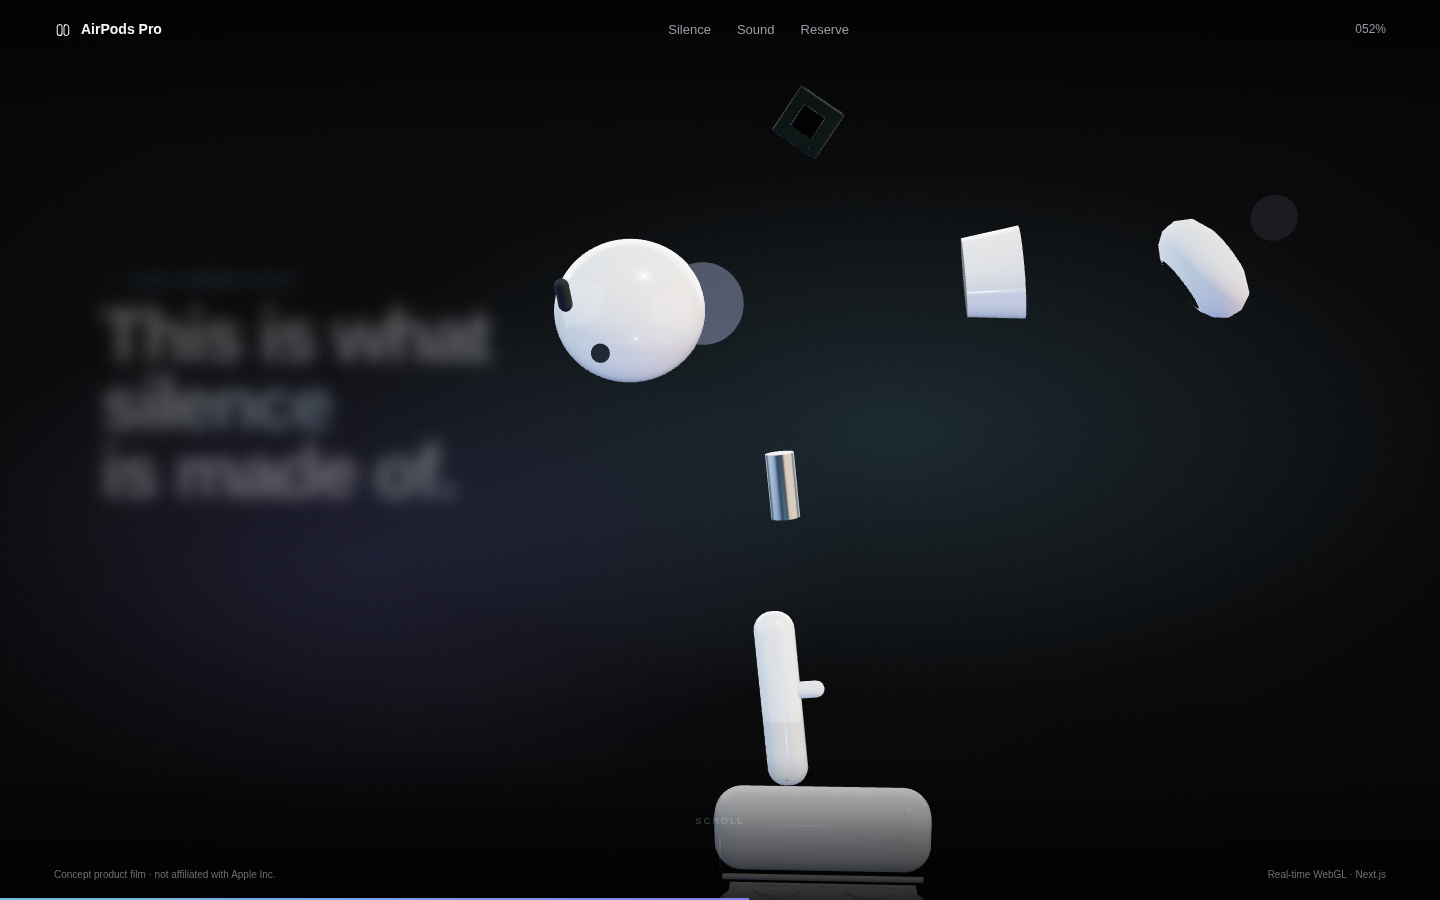 AirPods Pro
Silence
Sound
Reserve
052%
This is what
silence
is made of.
SCROLL
Concept product film · not affiliated with Apple Inc.
Real-time WebGL · Next.js